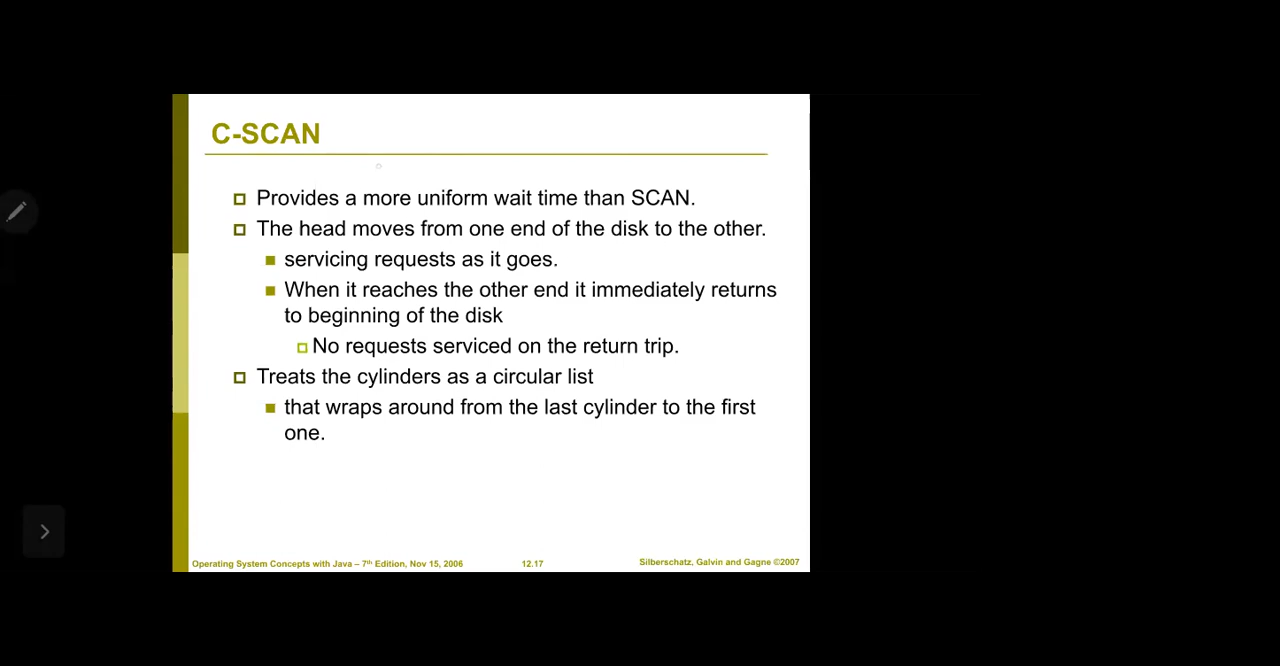 C-SCAN
Provides a more uniform wait time than SCAN.
The head moves from one end of the disk to the other.
servicing requests as it goes.
When it reaches the other end it immediately returns
to beginning of the disk
No requests serviced on the return trip.
Treats the cylinders as a circular list
that wraps around from the last cylinder to the first
one.
Operating System Concepts with Java – 7th Edition, Nov 15, 2006
12.17
Silberschatz, Galvin and Gagne ©2007